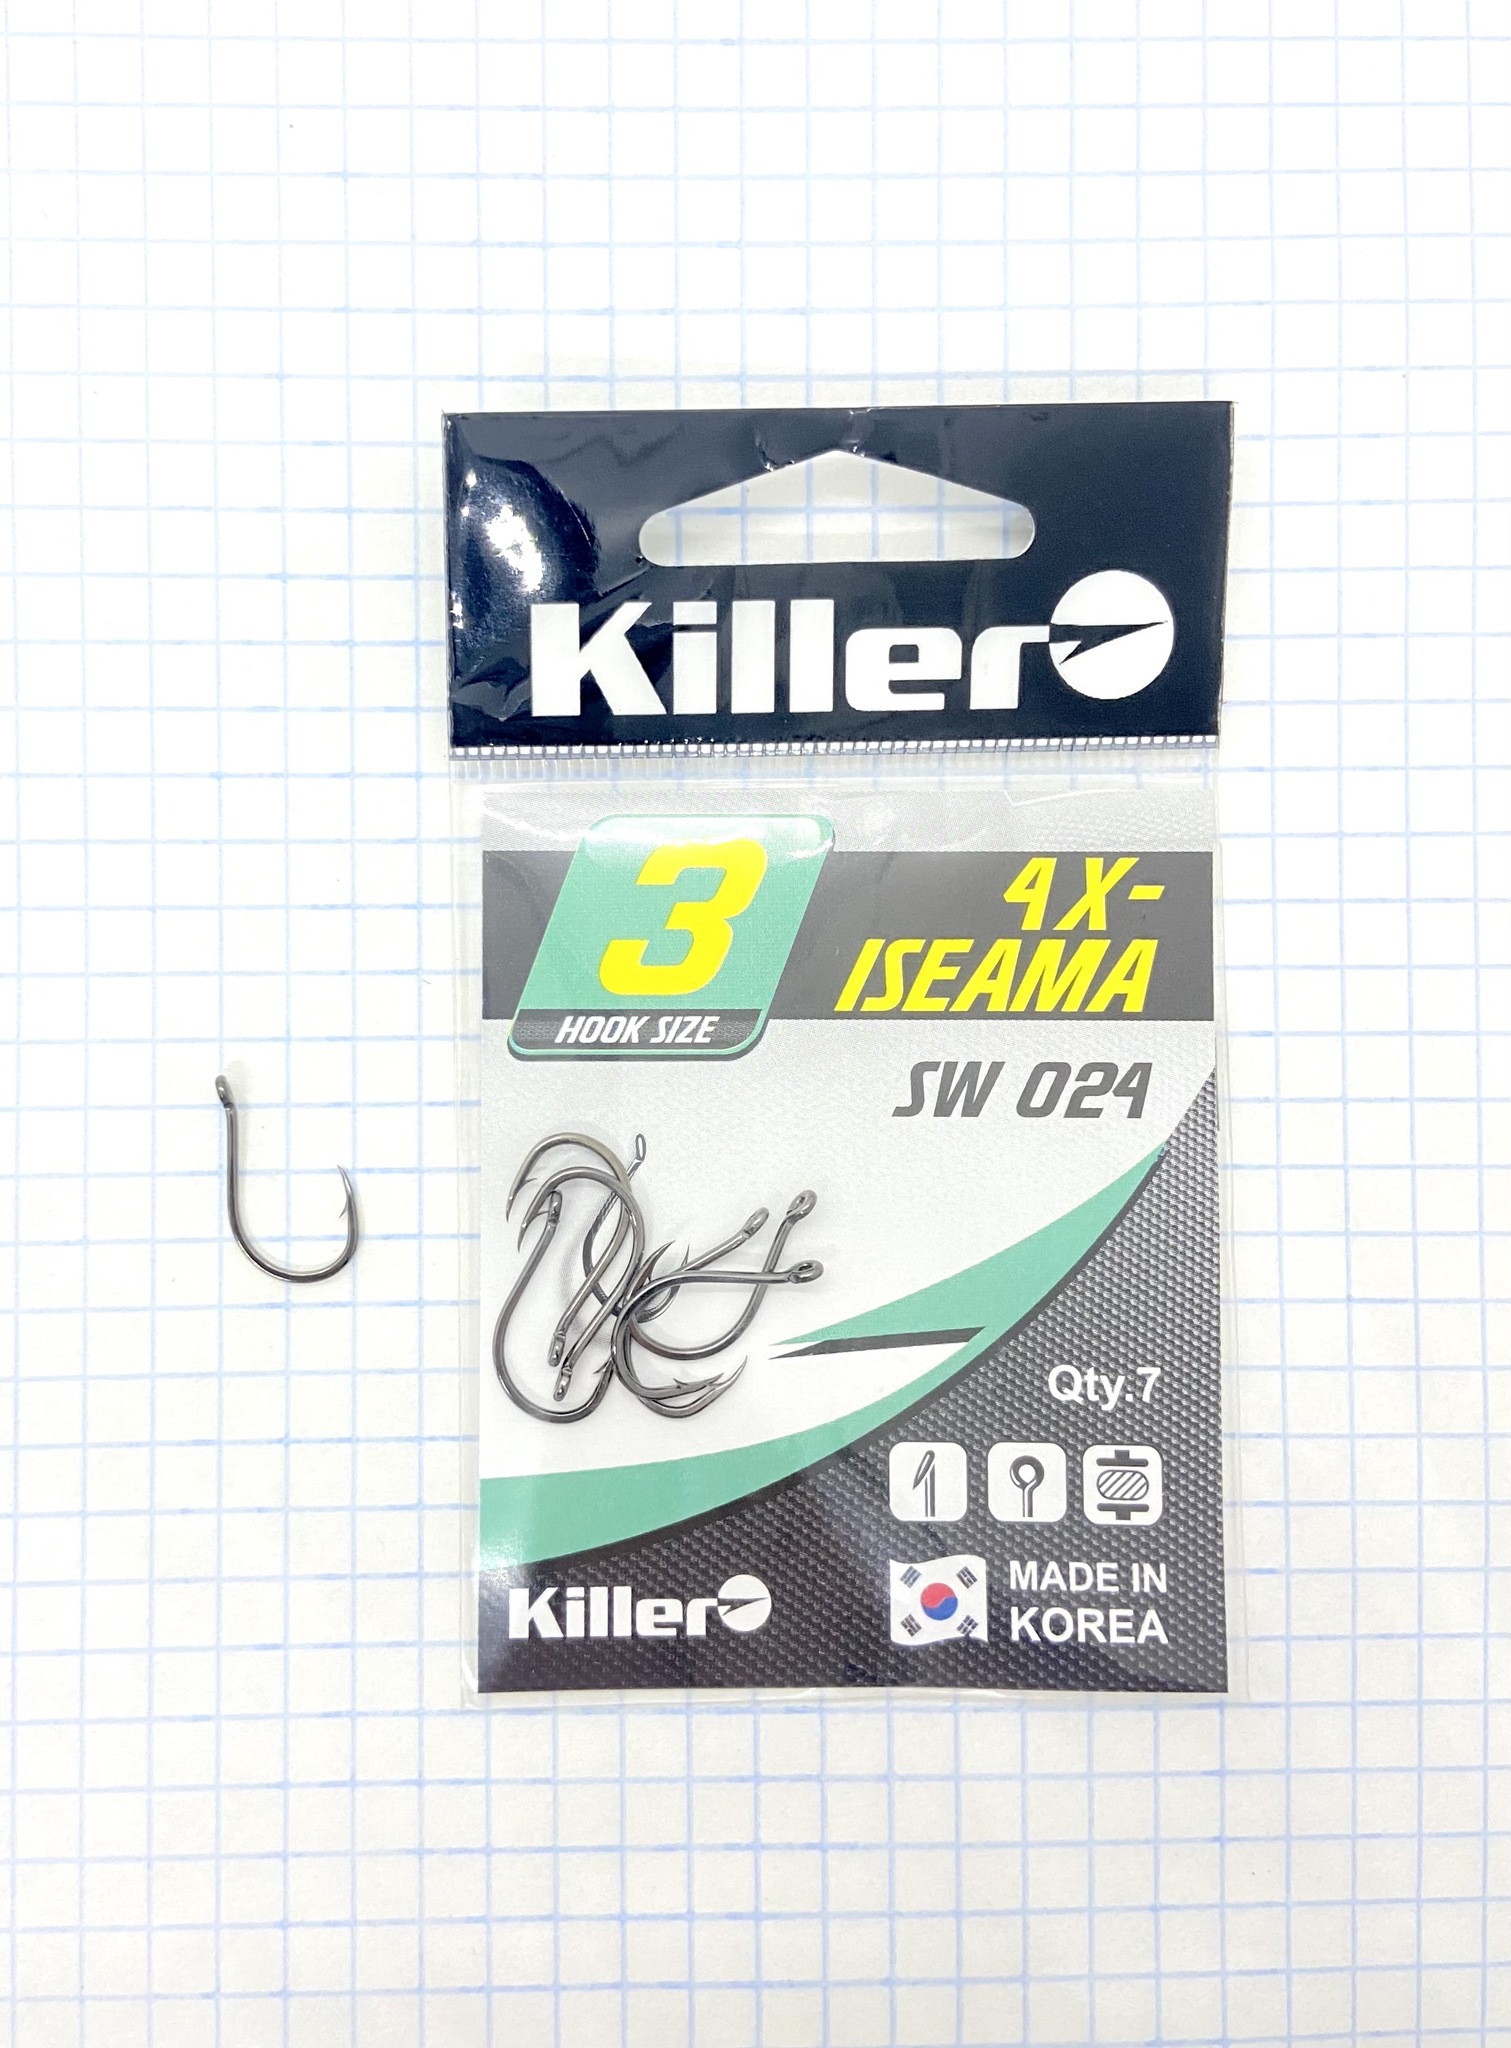 Killer
3
HOOK SIZE
4X-
ISEAMA
SW 024
Qty.7
Killer
MADE IN
KOREA